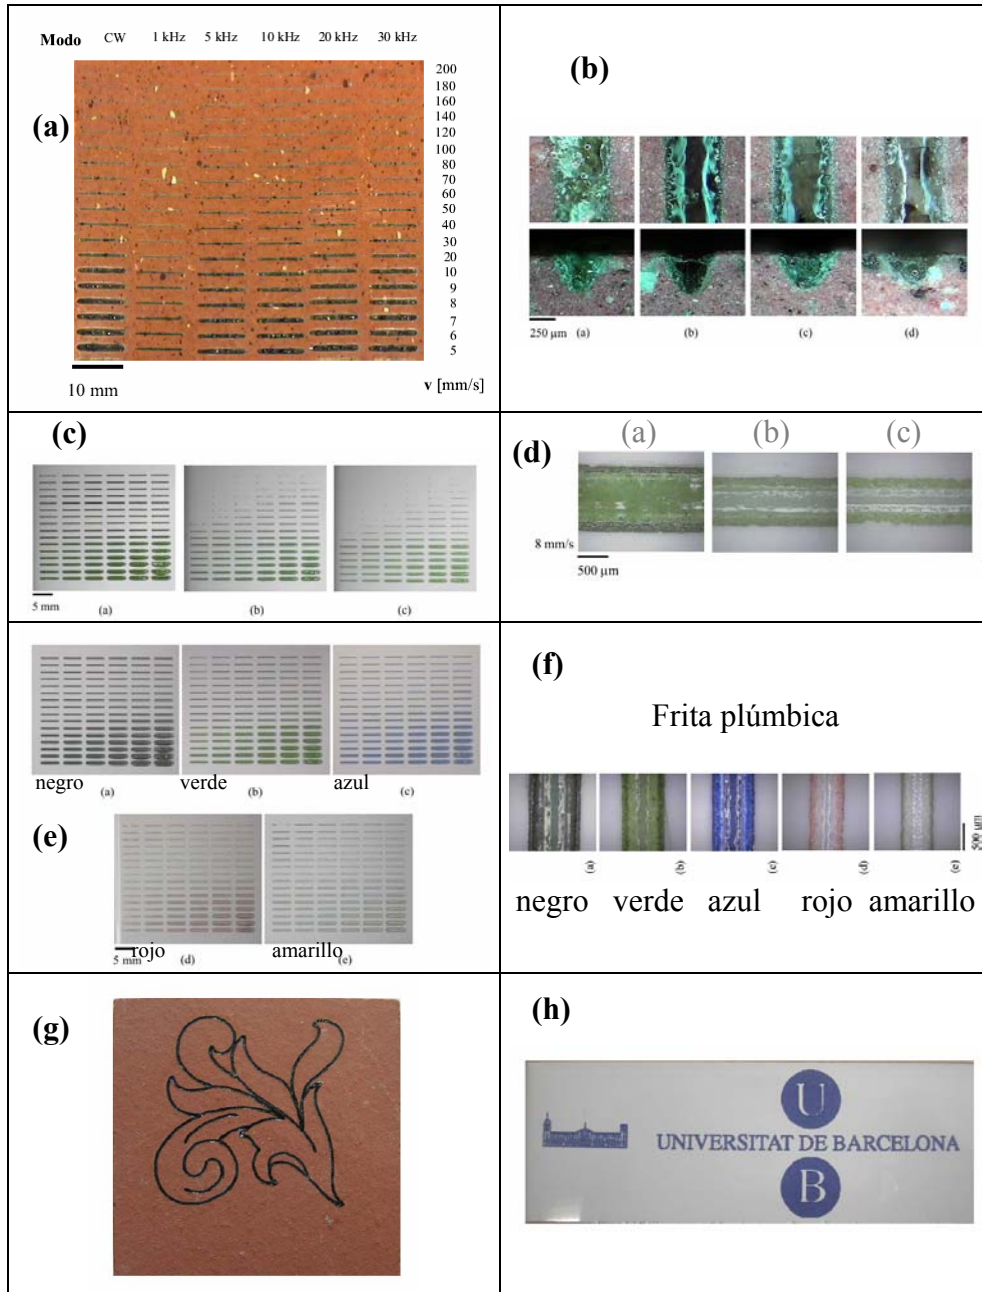 Modo CW 1 kHz 5 kHz 10 kHz 20 kHz 30 kHz
(a)
200
180
160
140
120
100
80
70
60
50
40
30
20
10
9
8
7
6
5
10 mm
v [mm/s]
(b)
250 µm (a) (b) (c) (d)
(c)
5 mm (a) (b) (c)
(d)
(a) (b) (c)
8 mm/s
500 µm
negro verde azul
(a) (b) (c)
(e)
rojo amarillo
5 mm (d) (e)
(f)
Frita plúmbica
500 µm
(a) (b) (c) (d) (e)
negro verde azul rojo amarillo
(g)
(h)
U
UNIVERSITAT DE BARCELONA
B